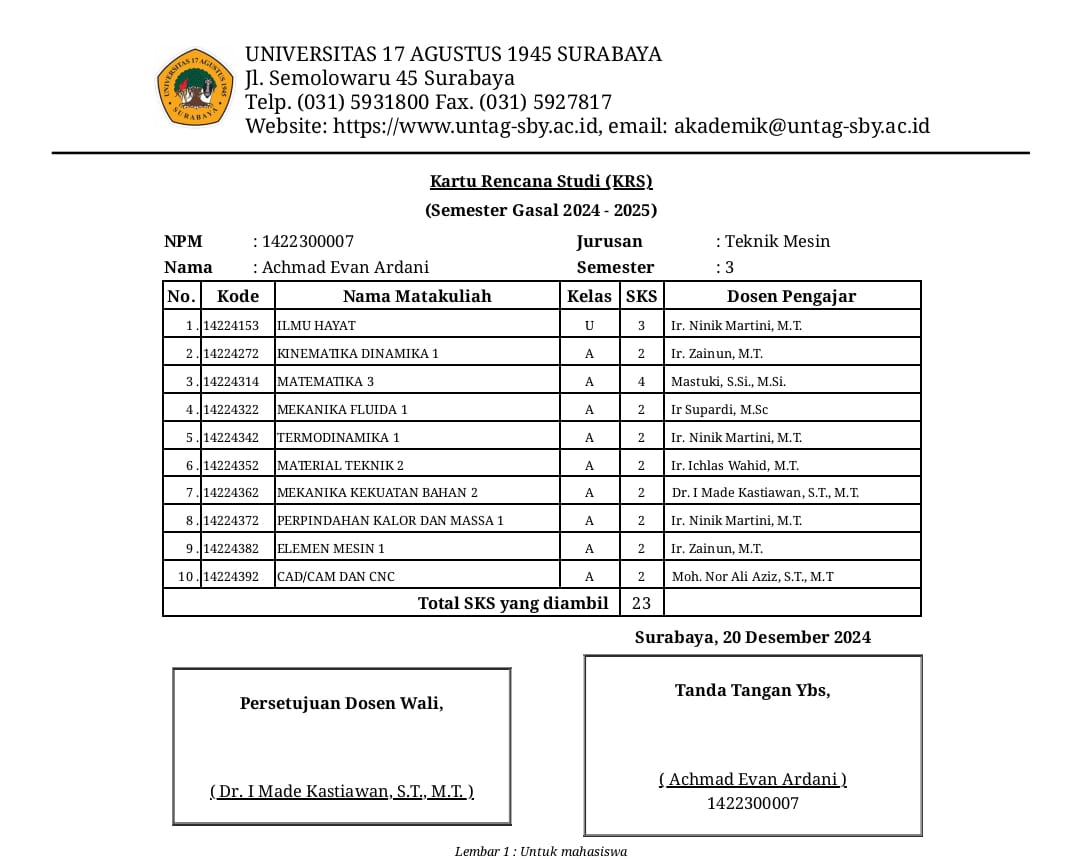 UNIVERSITAS 17 AGUSTUS 1945
SURABAYA
UNIVERSITAS 17 AGUSTUS 1945 SURABAYA
Jl. Semolowaru 45 Surabaya
Telp. (031) 5931800 Fax. (031) 5927817
Website: https://www.untag-sby.ac.id, email: akademik@untag-sby.ac.id
Kartu Rencana Studi (KRS)
(Semester Gasal 2024 - 2025)
NPM : 1422300007 Jurusan : Teknik Mesin
Nama : Achmad Evan Ardani Semester : 3
No. Kode Nama Matakuliah Kelas SKS Dosen Pengajar
1. 14224153 ILMU HAYAT U 3 Ir. Ninik Martini, M.T.
2. 14224272 KINEMATIKA DINAMIKA 1 A 2 Ir. Zainun, M.T.
3. 14224314 MATEMATIKA 3 A 4 Mastuki, S.Si., M.Si.
4. 14224322 MEKANIKA FLUIDA 1 A 2 Ir Supardi, M.Sc
5. 14224342 TERMODINAMIKA 1 A 2 Ir. Ninik Martini, M.T.
6. 14224352 MATERIAL TEKNIK 2 A 2 Ir. Ichlas Wahid, M.T.
7. 14224362 MEKANIKA KEKUATAN BAHAN 2 A 2 Dr. I Made Kastiawan, S.T., M.T.
8. 14224372 PERPINDAHAN KALOR DAN MASSA 1 A 2 Ir. Ninik Martini, M.T.
9. 14224382 ELEMEN MESIN 1 A 2 Ir. Zainun, M.T.
10. 14224392 CAD/CAM DAN CNC A 2 Moh. Nor Ali Aziz, S.T., M.T
Total SKS yang diambil 23
Surabaya, 20 Desember 2024
Persetujuan Dosen Wali,
( Dr. I Made Kastiawan, S.T., M.T. )
Tanda Tangan Ybs,
( Achmad Evan Ardani )
1422300007
Lembar 1 : Untuk mahasiswa